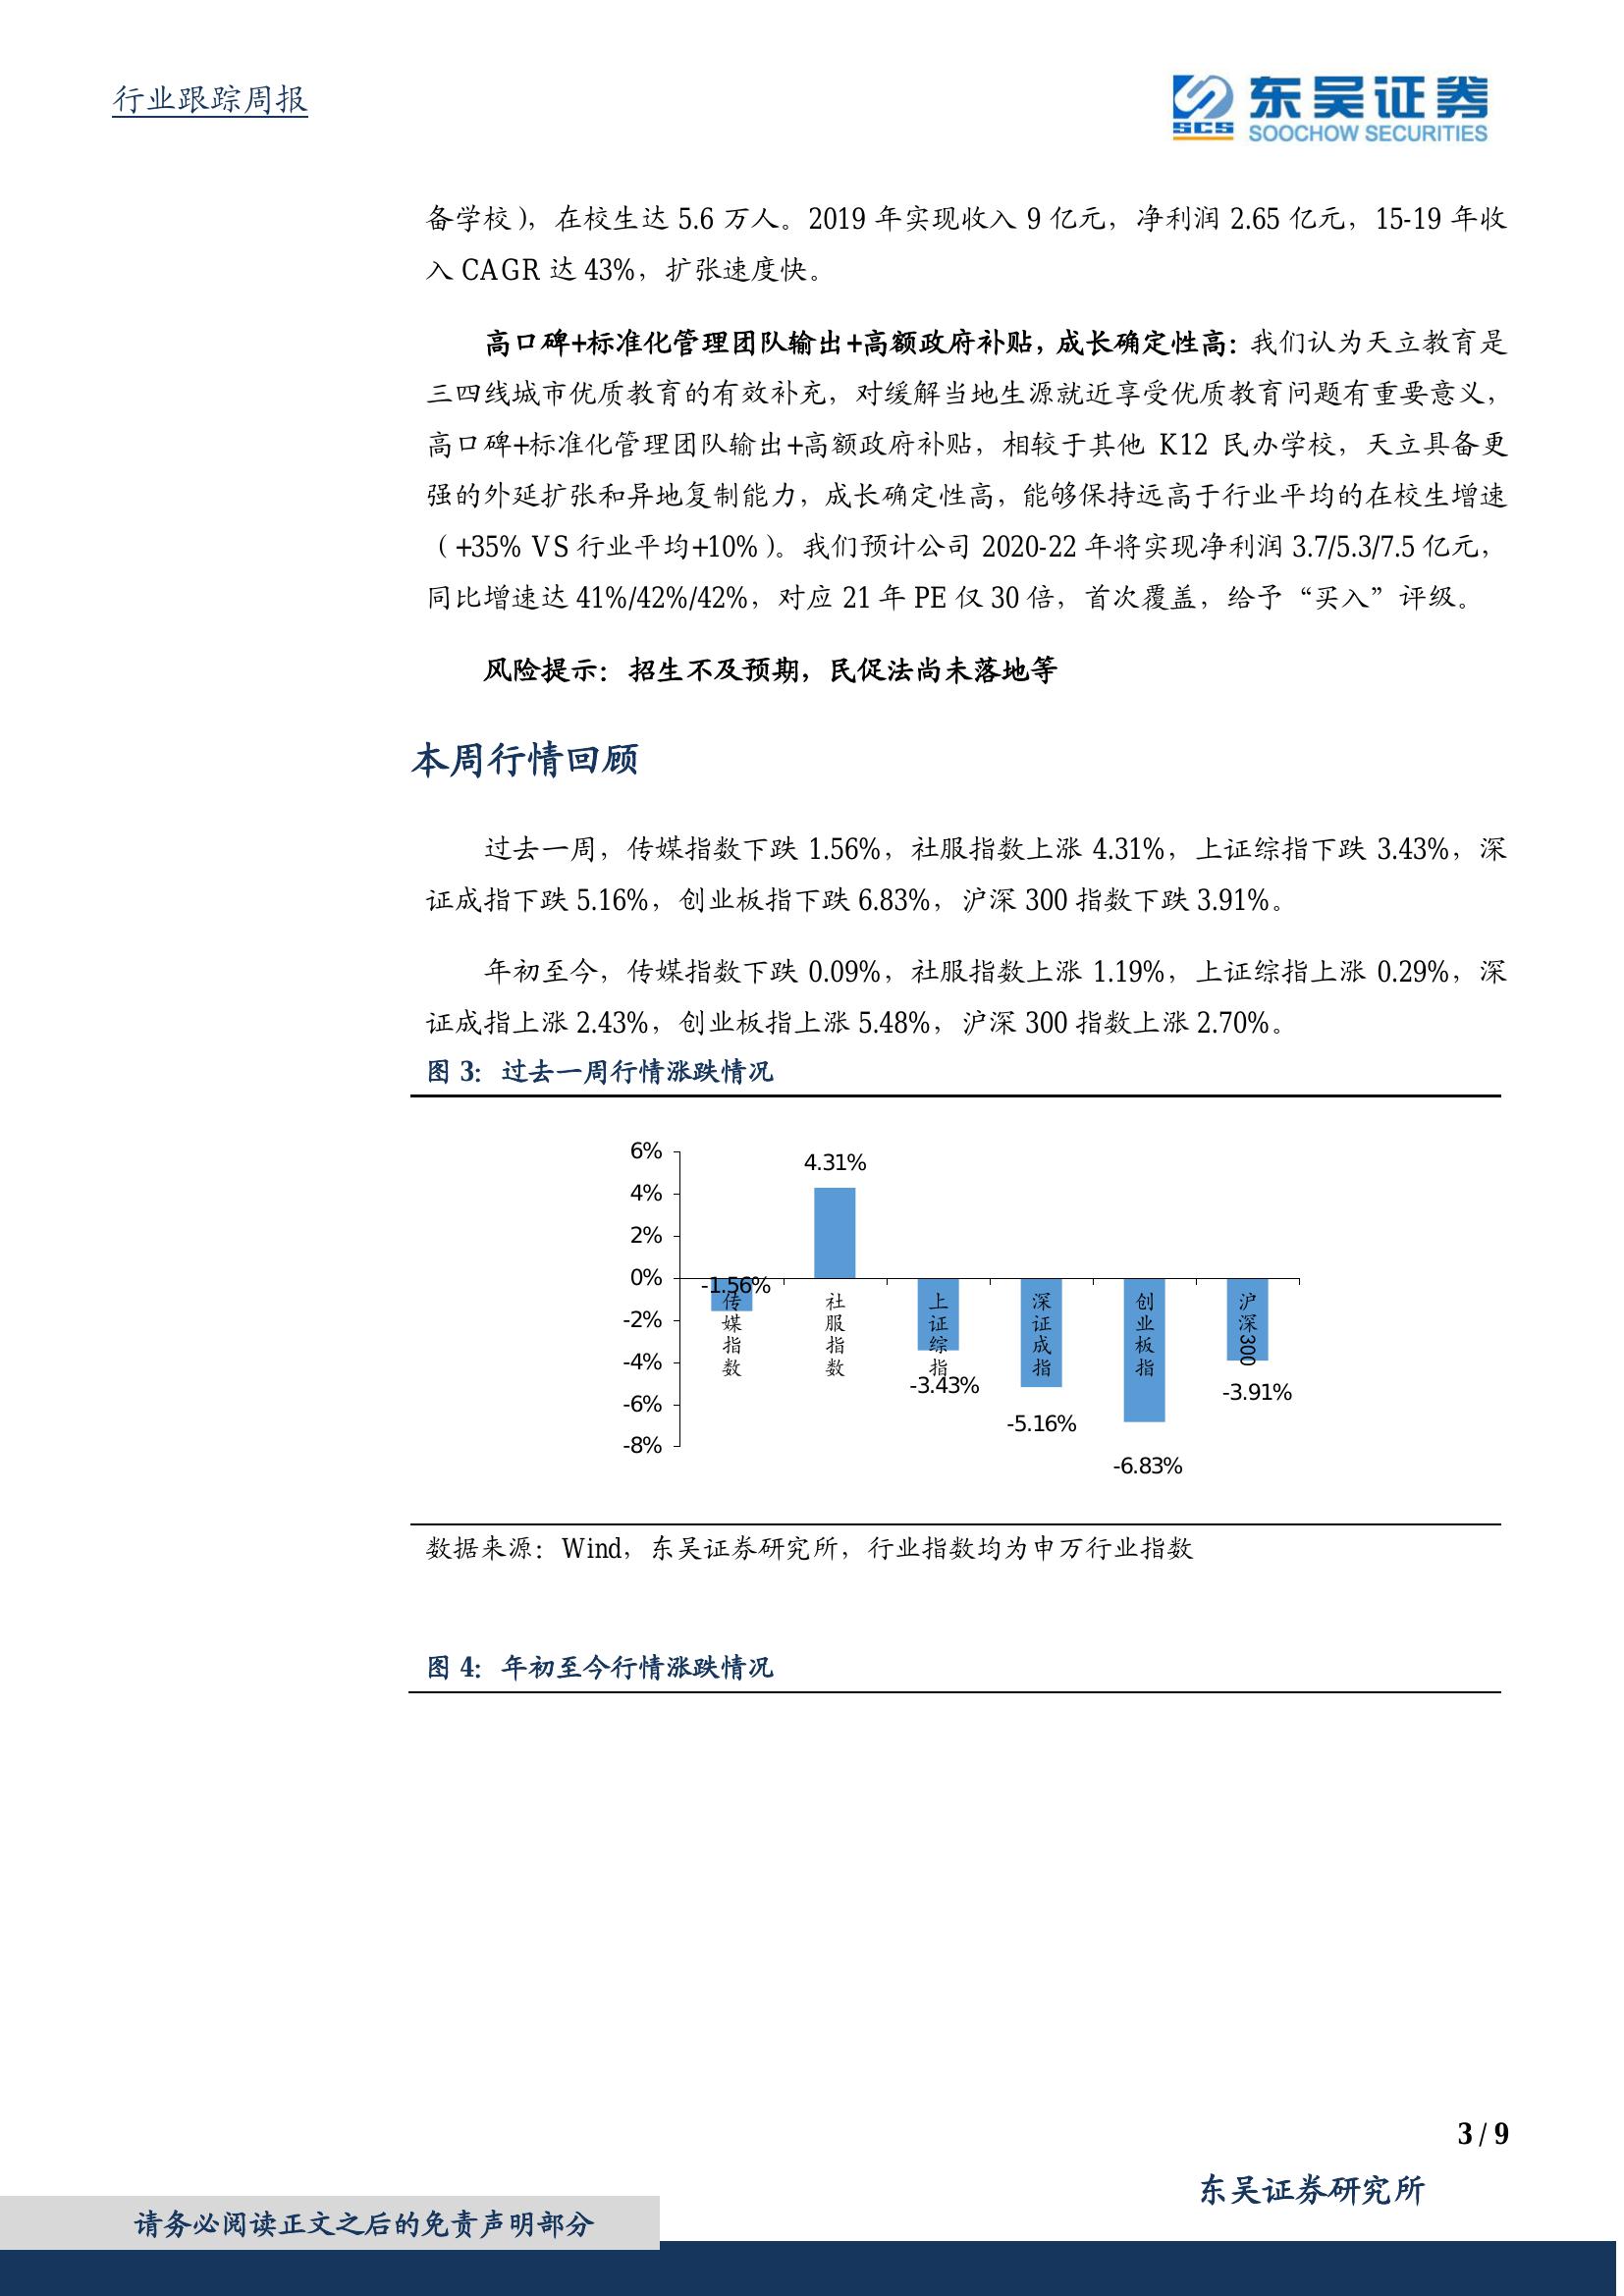 行业跟踪周报
SCS
东吴证券
SOOCHOW SECURITIES
备学校），在校生达 5.6 万人。2019 年实现收入 9 亿元，净利润 2.65 亿元，15-19 年收
入 CAGR 达 43%，扩张速度快。
高口碑+标准化管理团队输出+高额政府补贴，成长确定性高：我们认为天立教育是
三四线城市优质教育的有效补充，对缓解当地生源就近享受优质教育问题有重要意义，
高口碑+标准化管理团队输出+高额政府补贴，相较于其他 K12 民办学校，天立具备更
强的外延扩张和异地复制能力，成长确定性高，能够保持远高于行业平均的在校生增速
（+35% VS 行业平均+10%）。我们预计公司 2020-22 年将实现净利润 3.7/5.3/7.5 亿元，
同比增速达 41%/42%/42%，对应 21 年 PE 仅 30 倍，首次覆盖，给予“买入”评级。
风险提示：招生不及预期，民促法尚未落地等
本周行情回顾
过去一周，传媒指数下跌 1.56%，社服指数上涨 4.31%，上证综指下跌 3.43%，深
证成指下跌 5.16%，创业板指下跌 6.83%，沪深 300 指数下跌 3.91%。
年初至今，传媒指数下跌 0.09%，社服指数上涨 1.19%，上证综指上涨 0.29%，深
证成指上涨 2.43%，创业板指上涨 5.48%，沪深 300 指数上涨 2.70%。
图 3：过去一周行情涨跌情况
6%
4%
2%
0%
-2%
-4%
-6%
-8%
-1.56%
4.31%
-3.43%
-5.16%
-6.83%
-3.91%
传媒指数
社服指数
上证综指
深证成指
创业板指
沪深300
数据来源：Wind，东吴证券研究所，行业指数均为申万行业指数
图 4：年初至今行情涨跌情况
3 / 9
东吴证券研究所
请务必阅读正文之后的免责声明部分